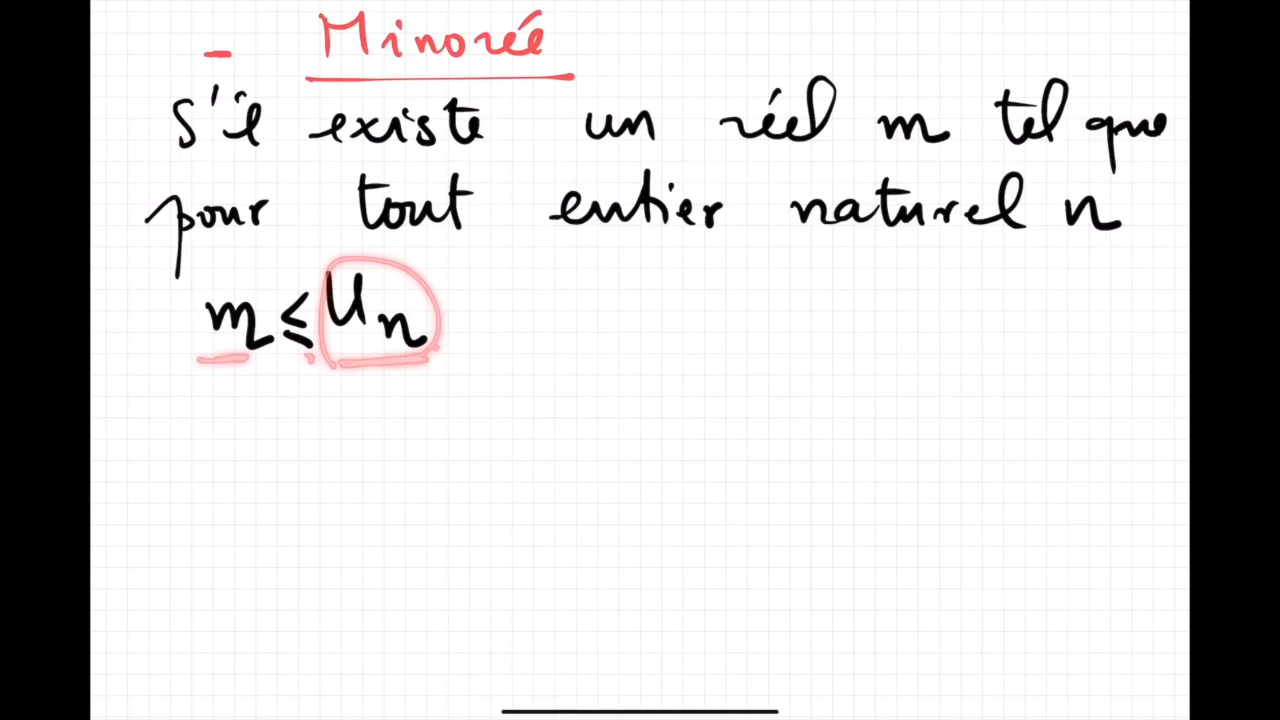 - Minorée
s'il existe un réel m tel que
pour tout entier naturel n
m ≤ Un